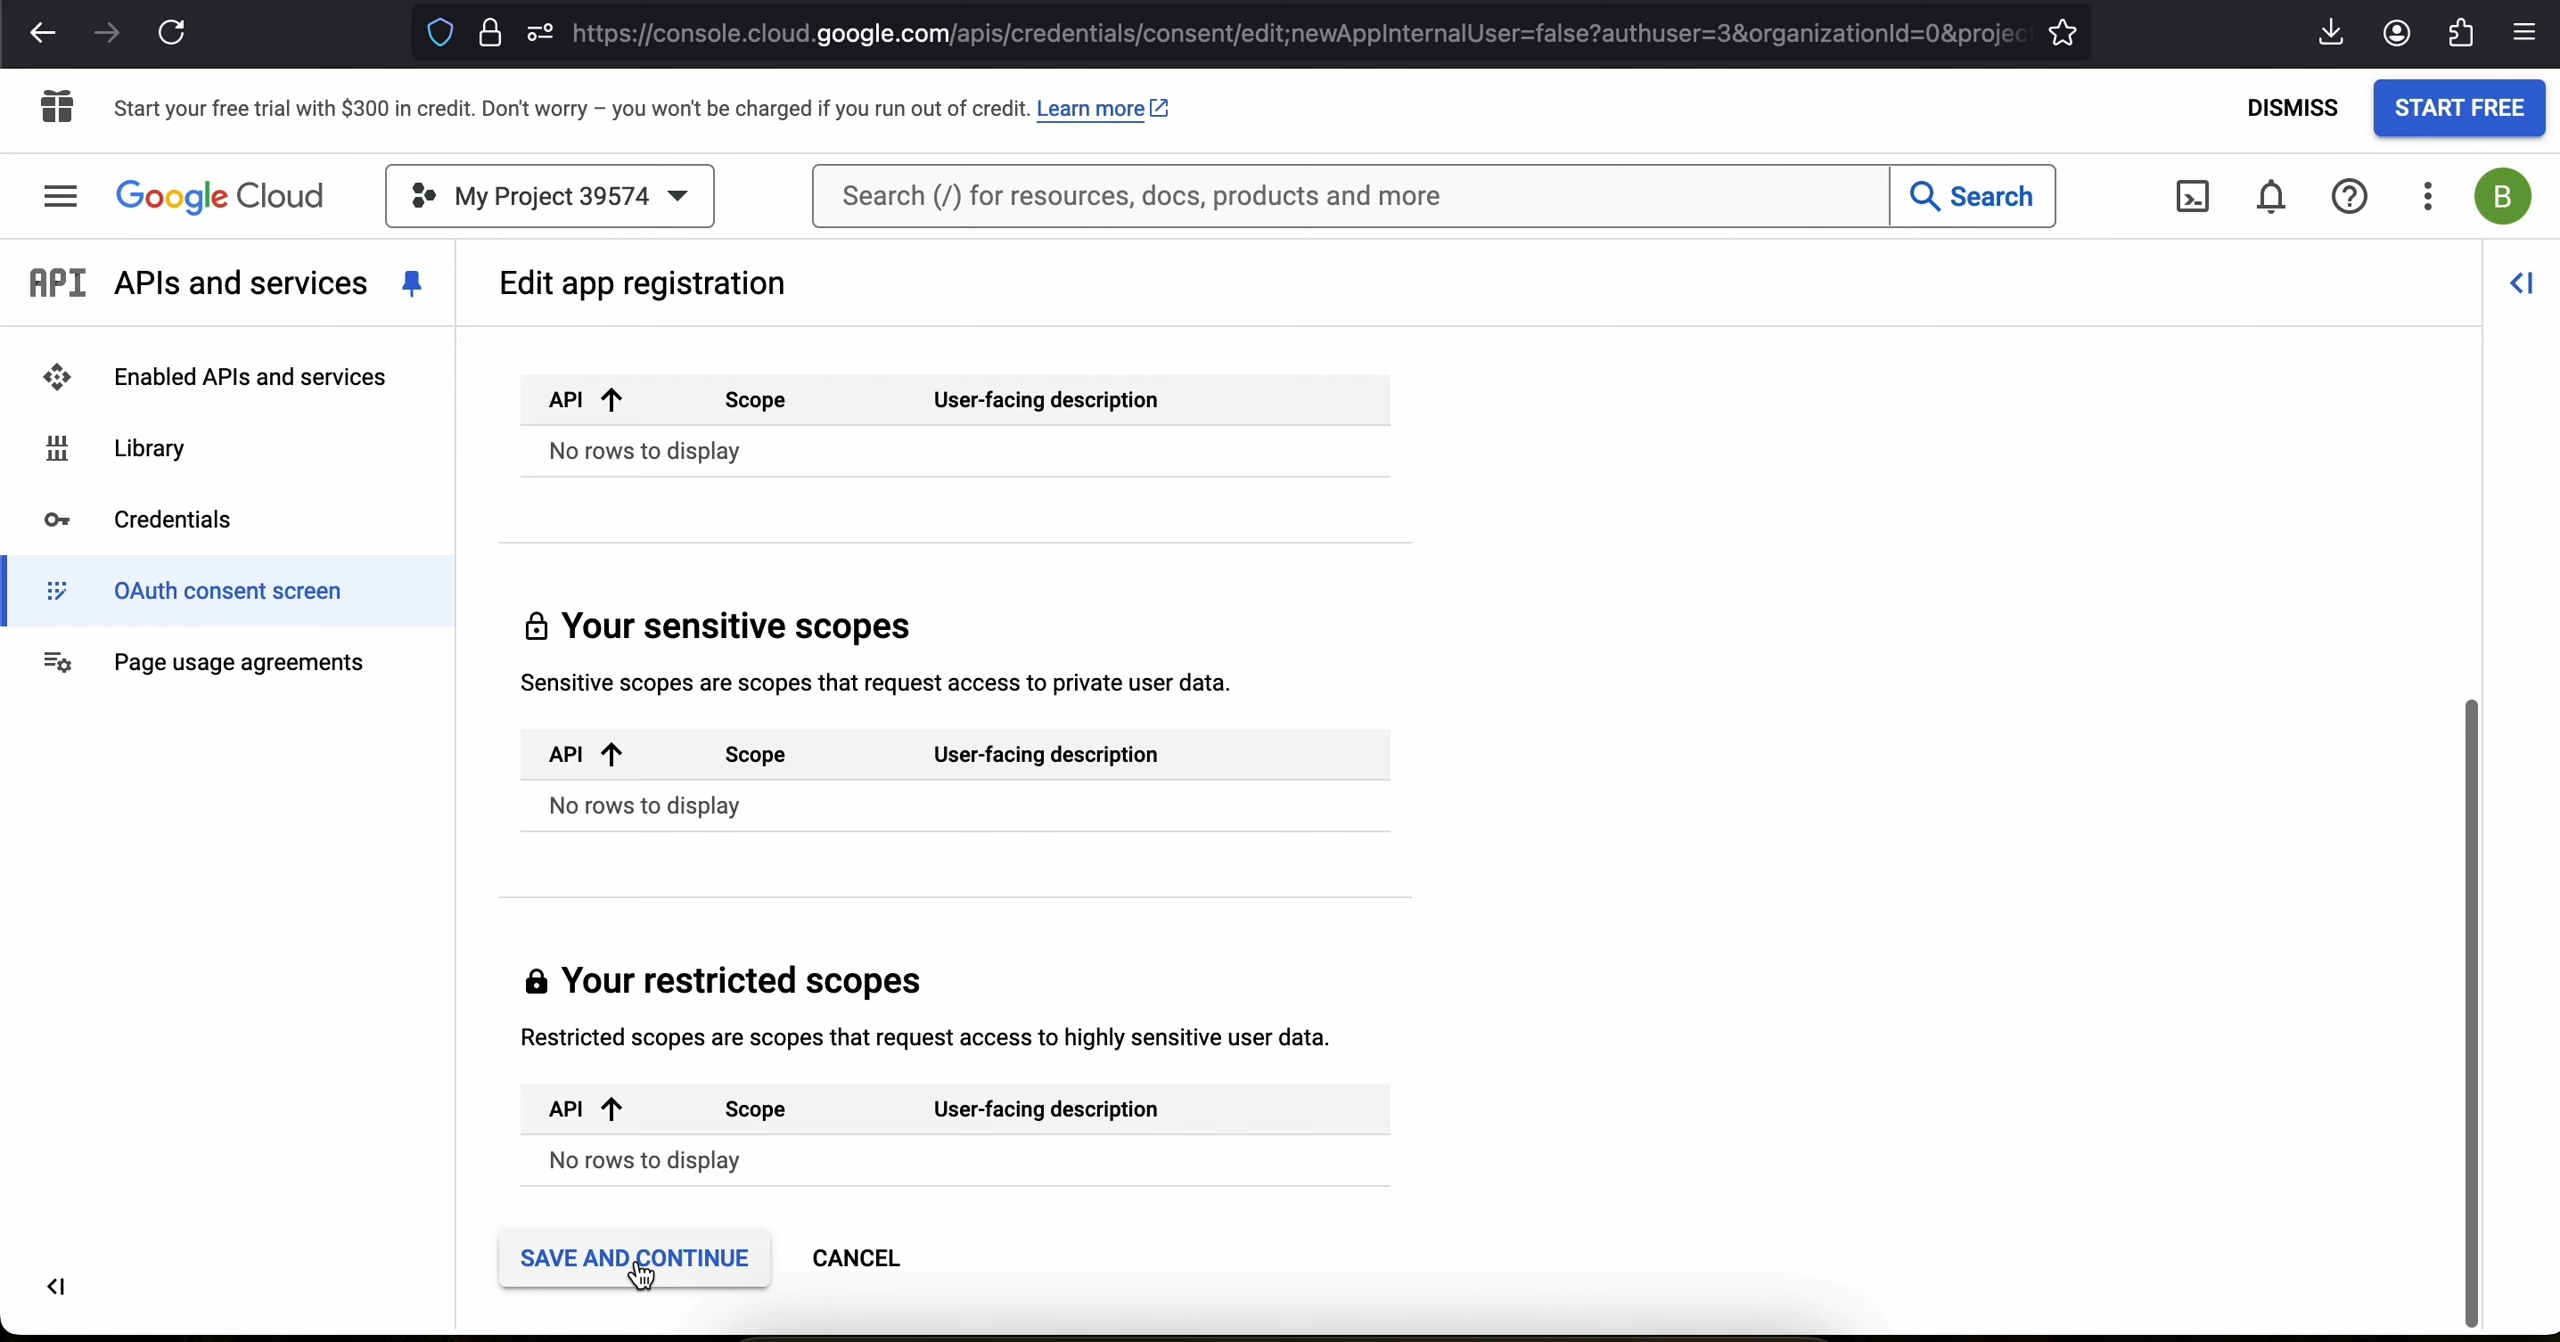 https://console.cloud.google.com/apis/credentials/consent/edit;newAppInternalUser=false?authuser=3&organizationId=0&project
Start your free trial with $300 in credit. Don't worry – you won't be charged if you run out of credit. Learn more
DISMISS
START FREE
Google Cloud
My Project 39574
Search (/) for resources, docs, products and more
Search
B
API APIs and services
Edit app registration
Enabled APIs and services
Library
Credentials
OAuth consent screen
Page usage agreements
API Scope User-facing description
No rows to display
Your sensitive scopes
Sensitive scopes are scopes that request access to private user data.
API Scope User-facing description
No rows to display
Your restricted scopes
Restricted scopes are scopes that request access to highly sensitive user data.
API Scope User-facing description
No rows to display
SAVE AND CONTINUE
CANCEL